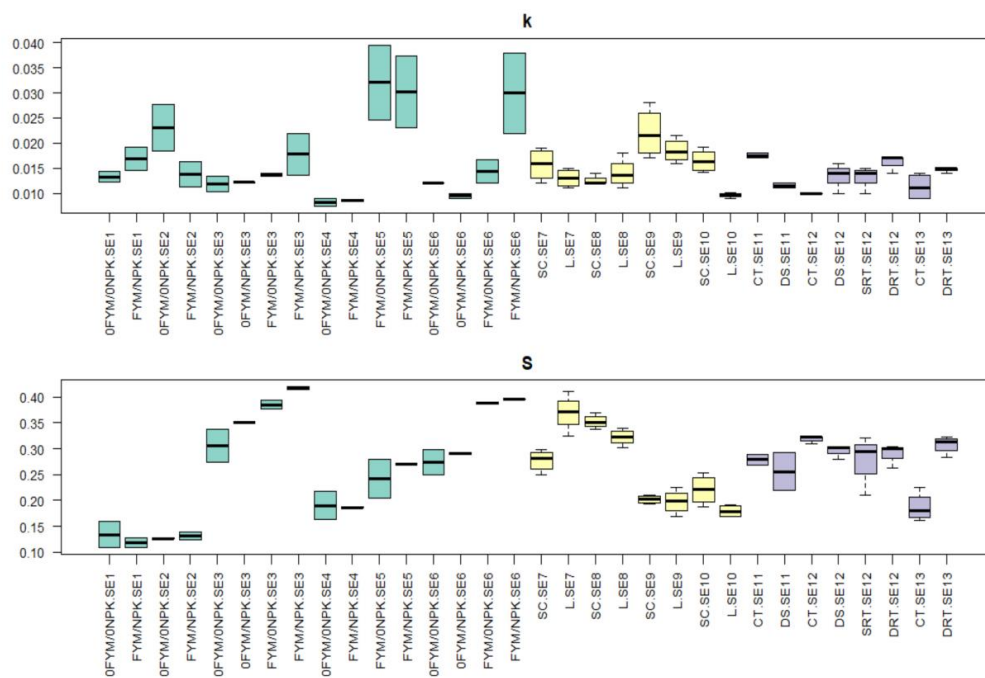 k
0.040
0.035
0.030
0.025
0.020
0.015
0.010
0FYM/0NPK.SE1
FYM/NPK.SE1
0FYM/0NPK.SE2
FYM/NPK.SE2
0FYM/0NPK.SE3
0FYM/NPK.SE3
FYM/0NPK.SE3
FYM/NPK.SE3
FYM/0NPK.SE4
FYM/NPK.SE4
FYM/0NPK.SE5
FYM/NPK.SE5
0FYM/0NPK.SE6
0FYM/NPK.SE6
FYM/0NPK.SE6
FYM/NPK.SE6
SC.SE7
L.SE7
SC.SE8
L.SE8
SC.SE9
L.SE9
SC.SE10
L.SE10
CT.SE11
DS.SE11
CT.SE12
DS.SE12
SRT.SE12
DRT.SE12
CT.SE13
DRT.SE13
S
0.40
0.35
0.30
0.25
0.20
0.15
0.10
0FYM/0NPK.SE1
FYM/NPK.SE1
0FYM/0NPK.SE2
FYM/NPK.SE2
0FYM/0NPK.SE3
0FYM/NPK.SE3
FYM/0NPK.SE3
FYM/NPK.SE3
FYM/0NPK.SE4
FYM/NPK.SE4
FYM/0NPK.SE5
FYM/NPK.SE5
0FYM/0NPK.SE6
0FYM/NPK.SE6
FYM/0NPK.SE6
FYM/NPK.SE6
SC.SE7
L.SE7
SC.SE8
L.SE8
SC.SE9
L.SE9
SC.SE10
L.SE10
CT.SE11
DS.SE11
CT.SE12
DS.SE12
SRT.SE12
DRT.SE12
CT.SE13
DRT.SE13